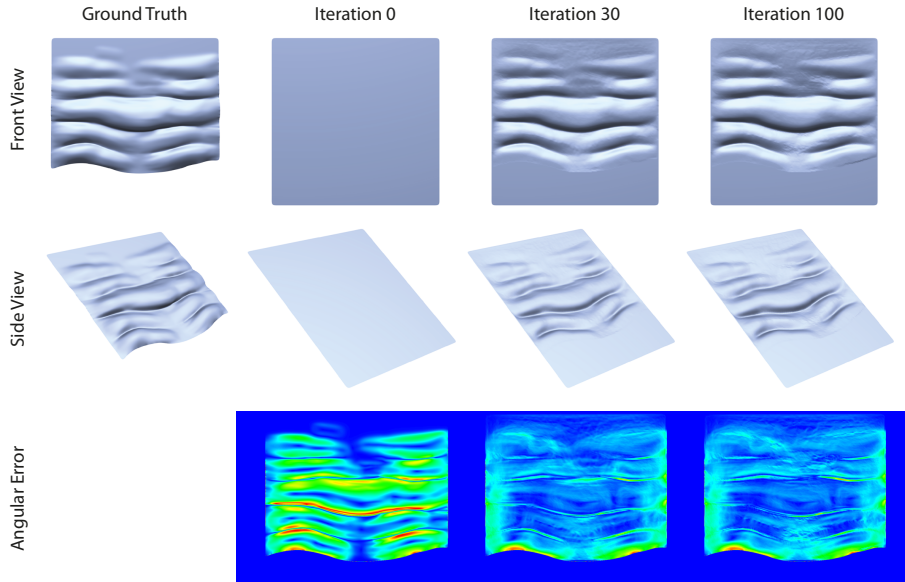 Ground Truth
Iteration 0
Iteration 30
Iteration 100
Front View
Side View
Angular Error